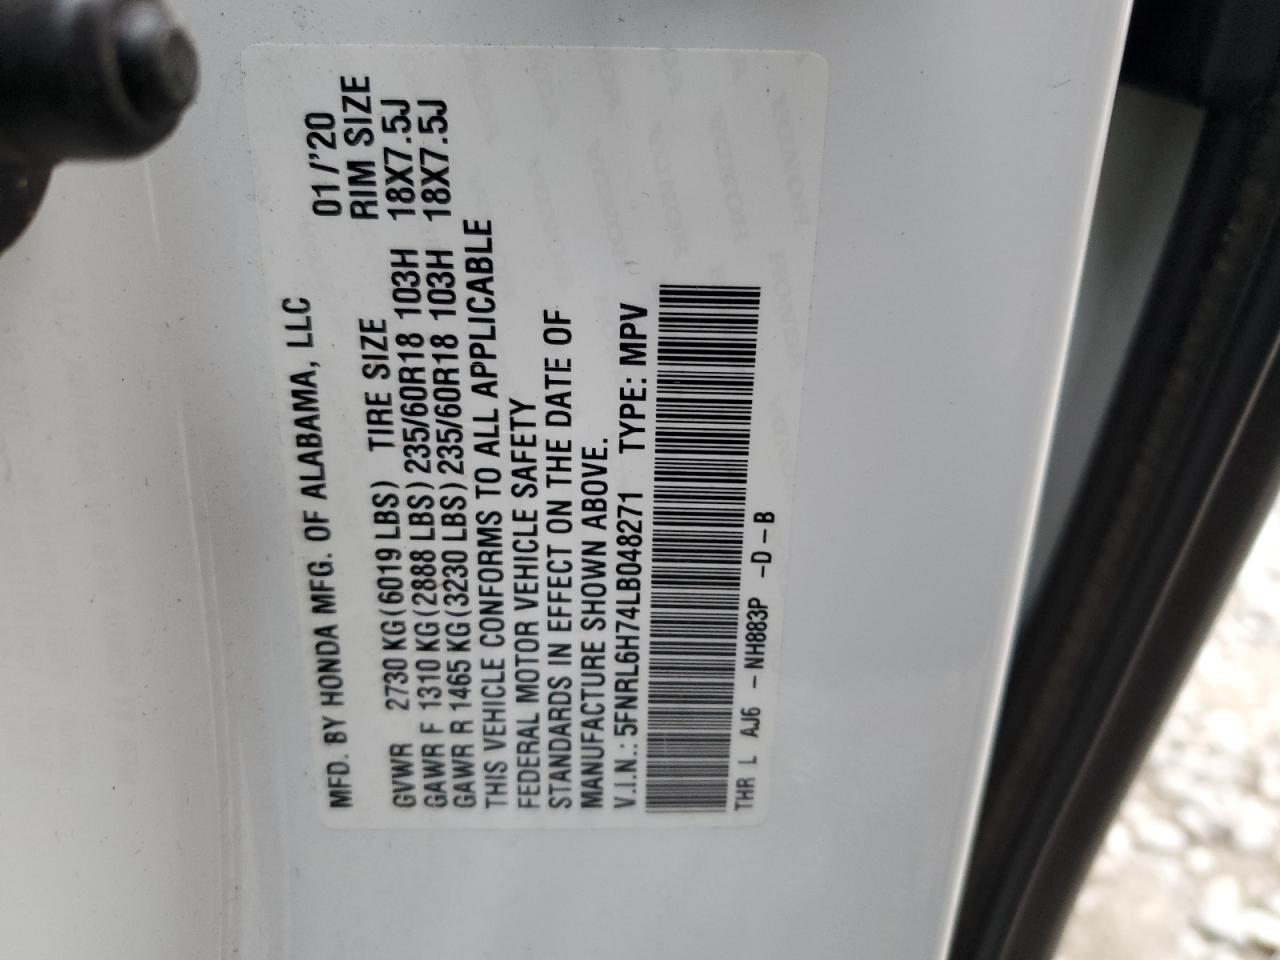 MFD. BY HONDA MFG. OF ALABAMA, LLC 01/'20
TIRE SIZE RIM SIZE
GVWR 2730 KG(6019 LBS)
GAWR F 1310 KG(2888 LBS) 235/60R18 103H 18X7.5J
GAWR R 1465 KG(3230 LBS) 235/60R18 103H 18X7.5J
THIS VEHICLE CONFORMS TO ALL APPLICABLE
FEDERAL MOTOR VEHICLE SAFETY
STANDARDS IN EFFECT ON THE DATE OF
MANUFACTURE SHOWN ABOVE.
V.I.N.: 5FNRL6H74LB048271 TYPE: MPV
THR L AJ6 -NH883P -D-B
HONDA